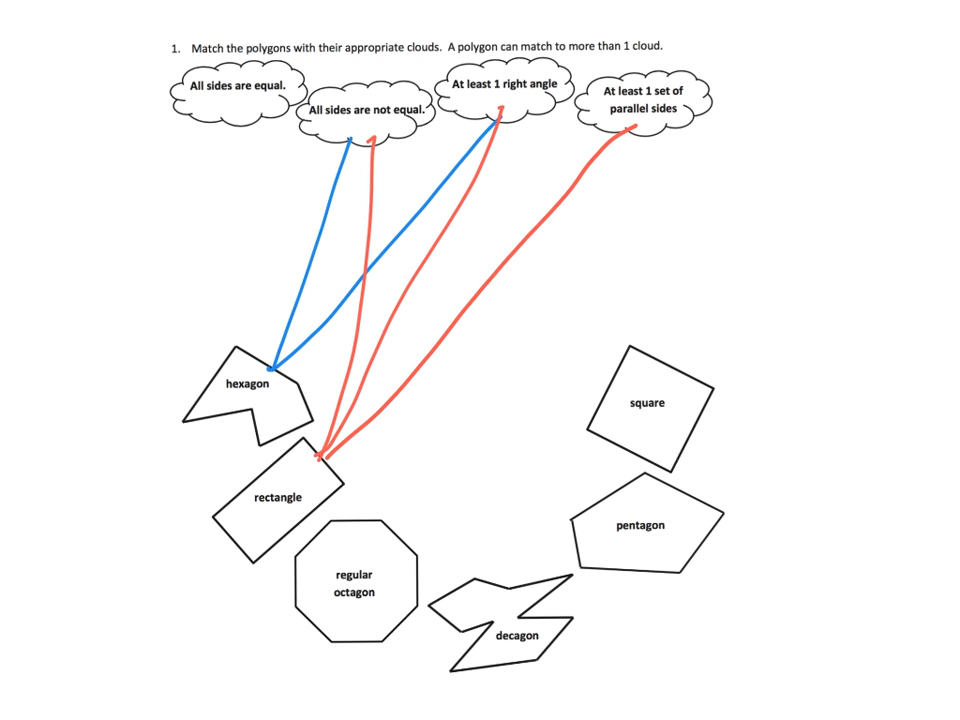 1. Match the polygons with their appropriate clouds. A polygon can match to more than 1 cloud.
All sides are equal.
All sides are not equal.
At least 1 right angle
At least 1 set of
parallel sides
hexagon
square
rectangle
pentagon
regular
octagon
decagon